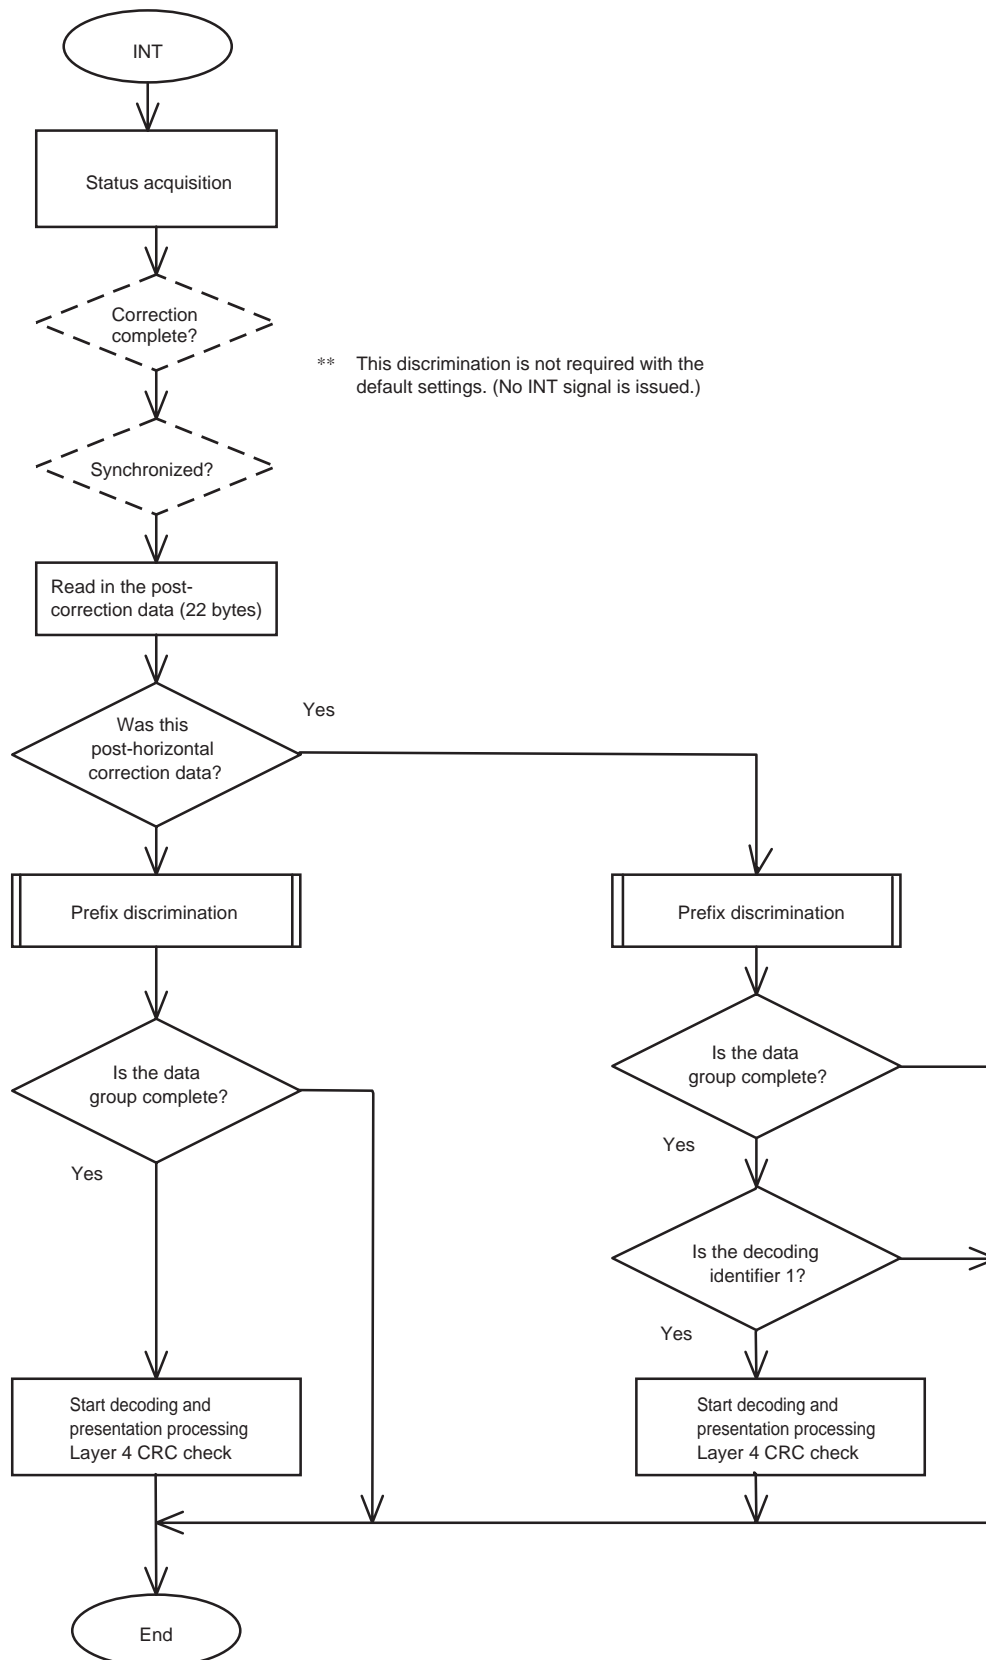 INT
Status acquisition
Correction
complete?
** This discrimination is not required with the
default settings. (No INT signal is issued.)
Synchronized?
Read in the post-
correction data (22 bytes)
Was this
post-horizontal
correction data?
Yes
Prefix discrimination
Prefix discrimination
Is the data
group complete?
Yes
Is the data
group complete?
Yes
Is the decoding
identifier 1?
Yes
Start decoding and
presentation processing
Layer 4 CRC check
Start decoding and
presentation processing
Layer 4 CRC check
End